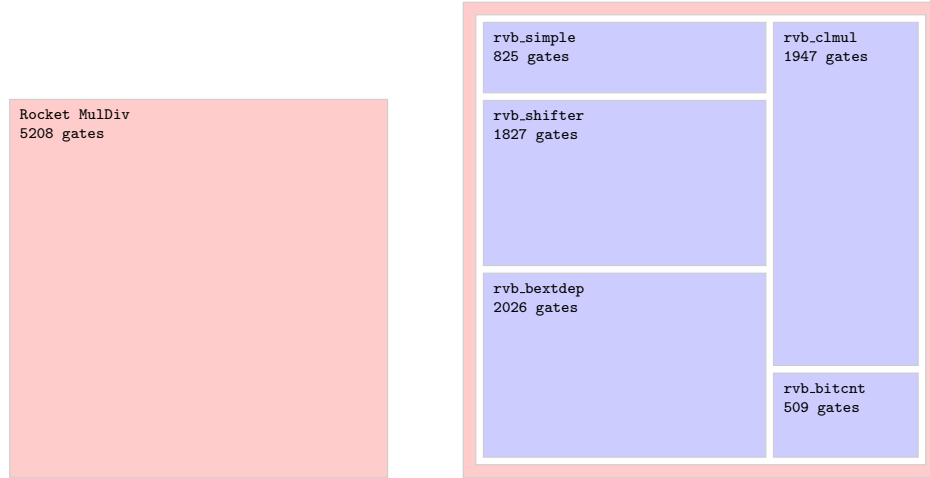 Rocket MulDiv
5208 gates
rvb_simple
825 gates
rvb_shifter
1827 gates
rvb_bextdep
2026 gates
rvb_clmul
1947 gates
rvb_bitcnt
509 gates